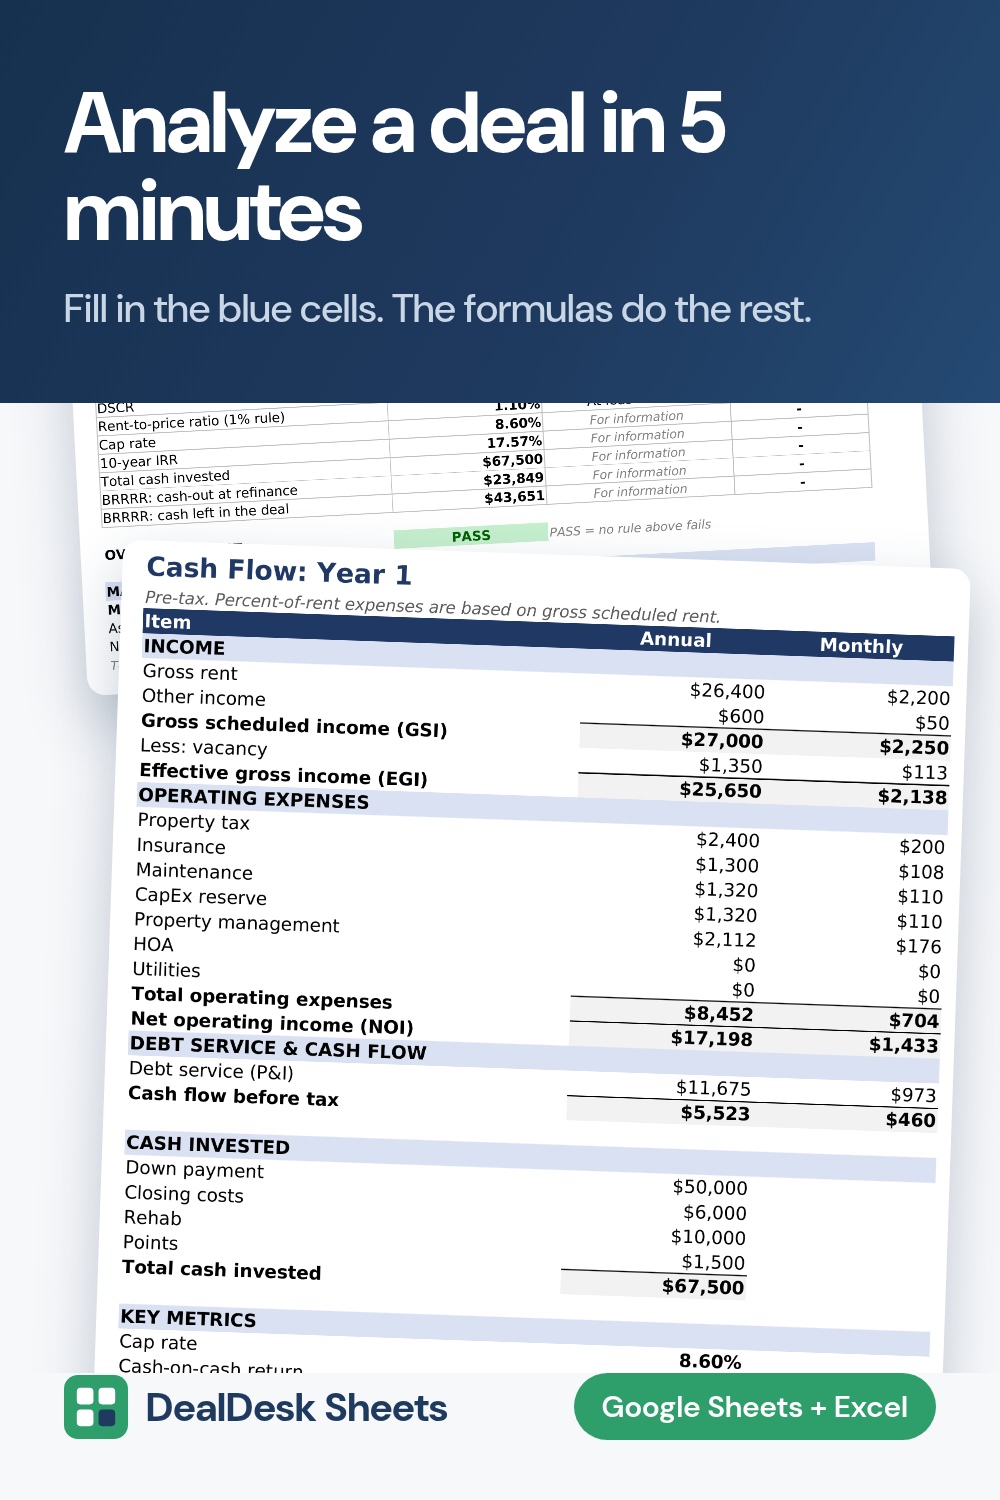 Analyze a deal in 5
minutes
Fill in the blue cells. The formulas do the rest.
DSCR
Rent-to-price ratio (1% rule) 1.10%
Cap rate 8.60% For information -
10-year IRR 17.57% For information -
Total cash invested $67,500 For information -
BRRRR: cash-out at refinance $23,849 For information -
BRRRR: cash left in the deal $43,651 For information -
PASS PASS = no rule above fails
Cash Flow: Year 1
Pre-tax. Percent-of-rent expenses are based on gross scheduled rent.
Item Annual Monthly
INCOME
Gross rent $26,400 $2,200
Other income $600 $50
Gross scheduled income (GSI) $27,000 $2,250
Less: vacancy $1,350 $113
Effective gross income (EGI) $25,650 $2,138
OPERATING EXPENSES
Property tax $2,400 $200
Insurance $1,300 $108
Maintenance $1,320 $110
CapEx reserve $1,320 $110
Property management $2,112 $176
HOA $0 $0
Utilities $0 $0
Total operating expenses $8,452 $704
Net operating income (NOI) $17,198 $1,433
DEBT SERVICE & CASH FLOW
Debt service (P&I) $11,675 $973
Cash flow before tax $5,523 $460
CASH INVESTED
Down payment $50,000
Closing costs $6,000
Rehab $10,000
Points $1,500
Total cash invested $67,500
KEY METRICS
Cap rate 8.60%
Cash-on-cash return
DealDesk Sheets
Google Sheets + Excel